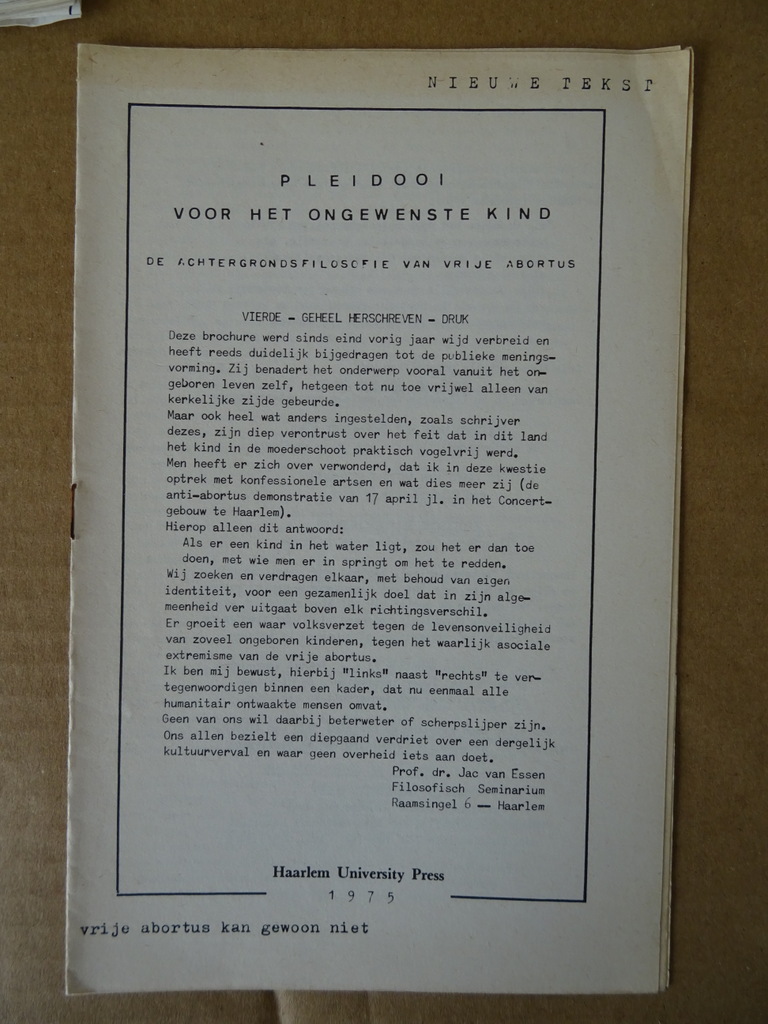 NIEUWE TEKST
PLEIDOOI
VOOR HET ONGEWENSTE KIND
DE ACHTERGRONDSFILOSOFIE VAN VRIJE ABORTUS
VIERDE - GEHEEL HERSCHREVEN - DRUK
Deze brochure werd sinds eind vorig jaar wijd verbreid en
heeft reeds duidelijk bijgedragen tot de publieke menings-
vorming. Zij benadert het onderwerp vooral vanuit het on-
geboren leven zelf, hetgeen tot nu toe vrijwel alleen van
kerkelijke zijde gebeurde.
Maar ook heel wat anders ingestelden, zoals schrijver
dezes, zijn diep verontrust over het feit dat in dit land
het kind in de moederschoot praktisch vogelvrij werd.
Men heeft er zich over verwonderd, dat ik in deze kwestie
optrek met konfessionele artsen en wat dies meer zij (de
anti-abortus demonstratie van 17 april jl. in het Concert-
gebouw te Haarlem).
Hierop alleen dit antwoord:
Als er een kind in het water ligt, zou het er dan toe
doen, met wie men er in springt om het te redden.
Wij zoeken en verdragen elkaar, met behoud van eigen
identiteit, voor een gezamenlijk doel dat in zijn alge-
meenheid ver uitgaat boven elk richtingsverschil.
Er groeit een waar volksverzet tegen de levensonveiligheid
van zoveel ongeboren kinderen, tegen het waarlijk asociale
extremisme van de vrije abortus.
Ik ben mij bewust, hierbij "links" naast "rechts" te ver-
tegenwoordigen binnen een kader, dat nu eenmaal alle
humanitair ontwaakte mensen omvat.
Geen van ons wil daarbij beterweter of scherpslijper zijn.
Ons allen bezielt een diepgaand verdriet over een dergelijk
kultuurverval en waar geen overheid iets aan doet.
Prof. dr. Jac van Essen
Filosofisch Seminarium
Raamsingel 6 — Haarlem
Haarlem University Press
1975
vrije abortus kan gewoon niet